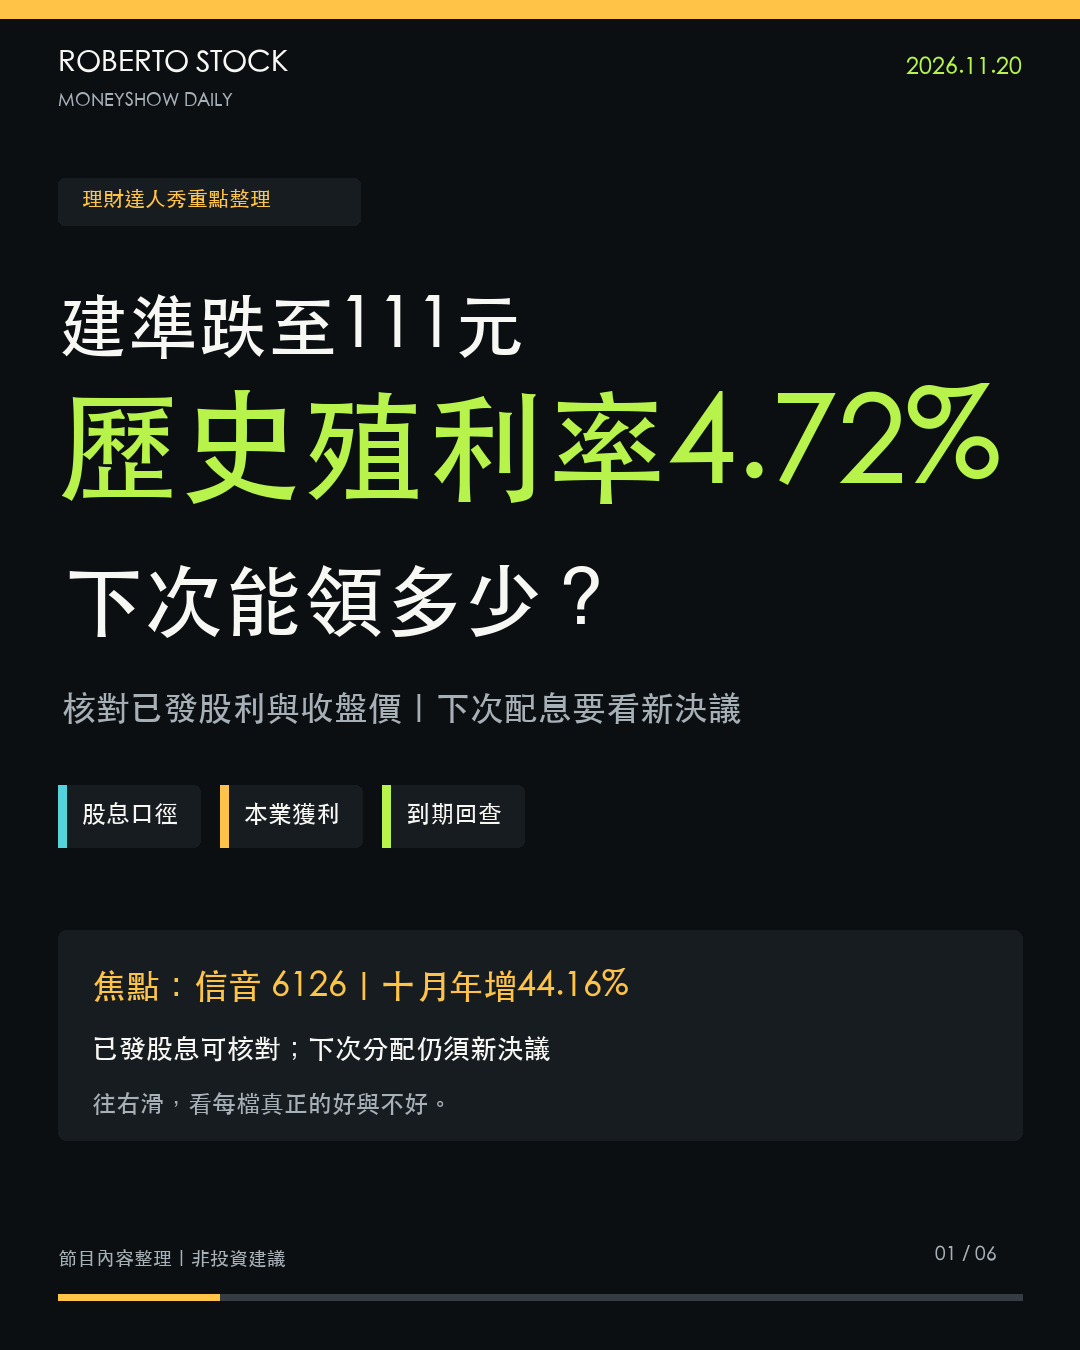 ROBERTO STOCK
2026.11.20
MONEYSHOW DAILY
理財達人秀重點整理
建準跌至111元
歷史殖利率4.72%
下次能領多少？
核對已發股利與收盤價｜下次配息要看新決議
股息口徑
本業獲利
到期回查
焦點：信音 6126｜十月年增44.16%
已發股息可核對；下次分配仍須新決議
往右滑，看每檔真正的好與不好。
節目內容整理｜非投資建議
01 / 06